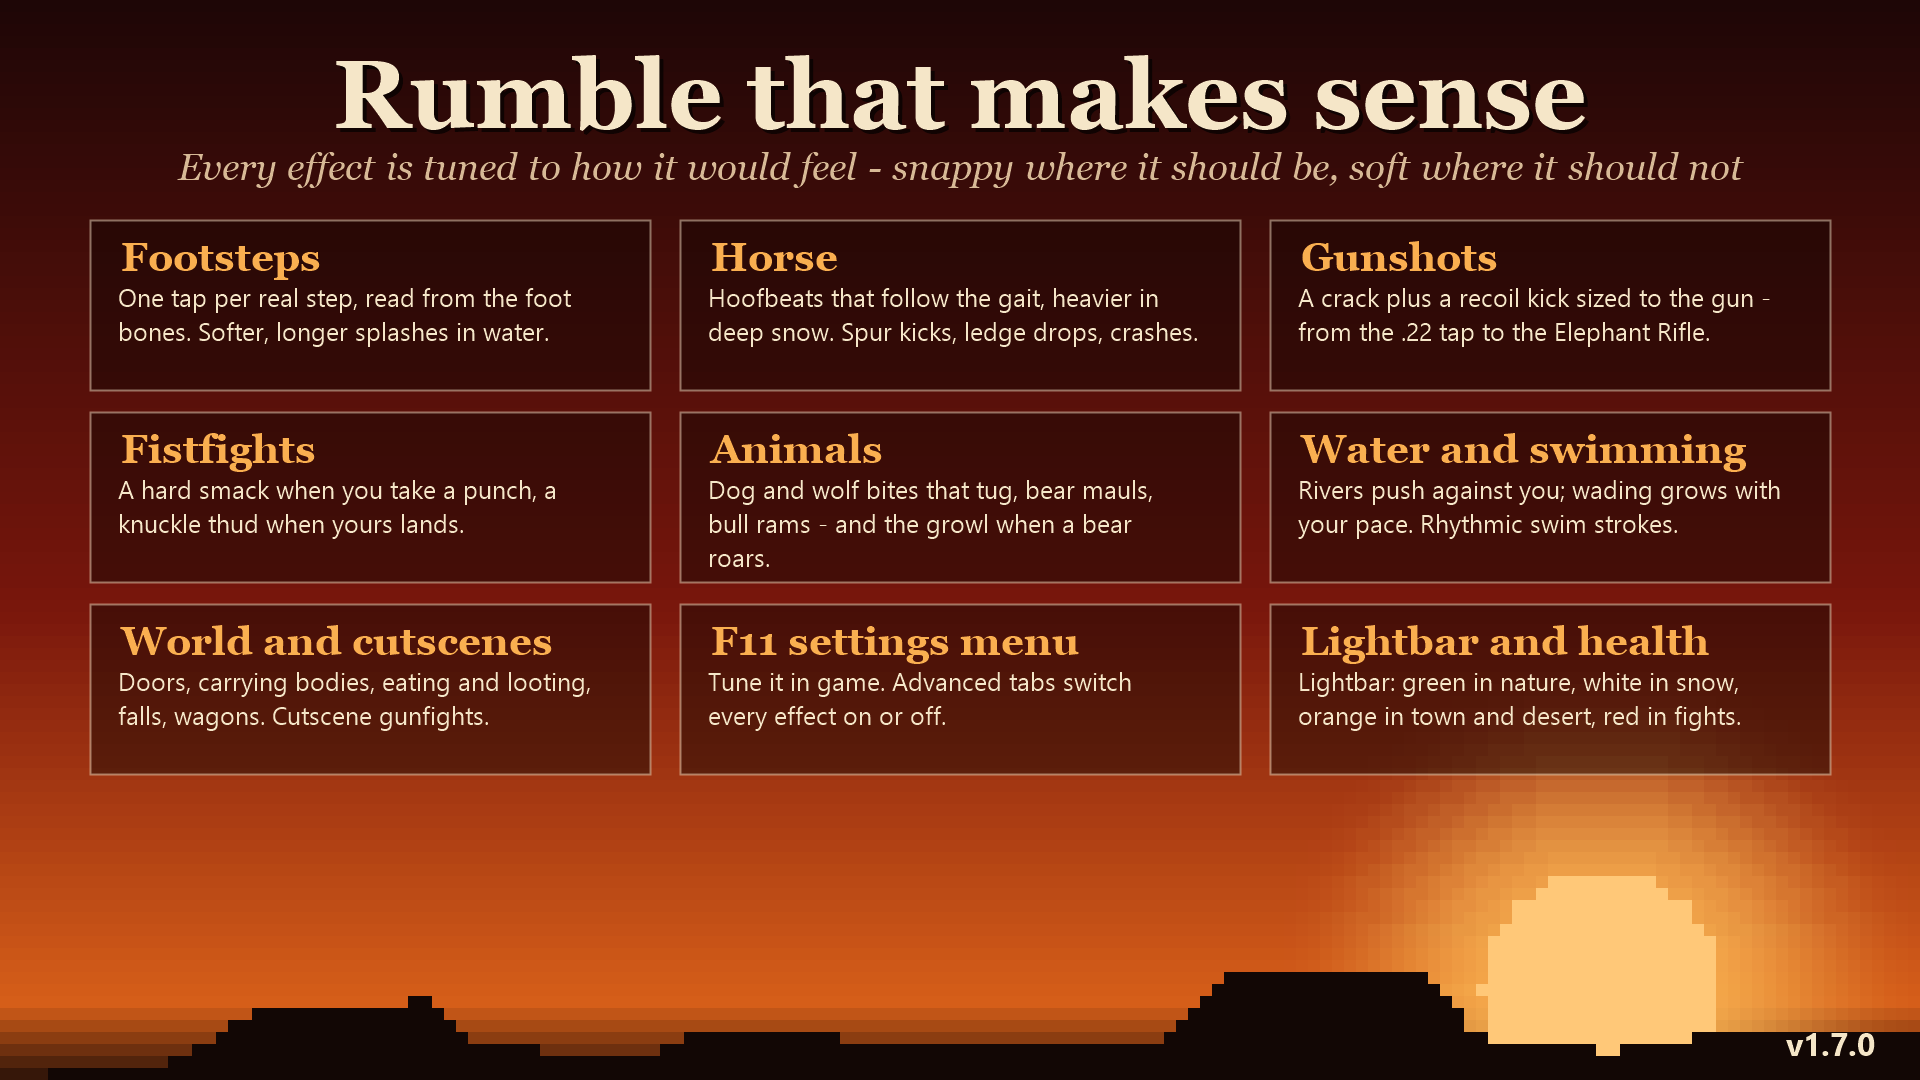 Rumble that makes sense
Every effect is tuned to how it would feel - snappy where it should be, soft where it should not
Footsteps
One tap per real step, read from the foot
bones. Softer, longer splashes in water.
Horse
Hoofbeats that follow the gait, heavier in
deep snow. Spur kicks, ledge drops, crashes.
Gunshots
A crack plus a recoil kick sized to the gun -
from the .22 tap to the Elephant Rifle.
Fistfights
A hard smack when you take a punch, a
knuckle thud when yours lands.
Animals
Dog and wolf bites that tug, bear mauls,
bull rams - and the growl when a bear
roars.
Water and swimming
Rivers push against you; wading grows with
your pace. Rhythmic swim strokes.
World and cutscenes
Doors, carrying bodies, eating and looting,
falls, wagons. Cutscene gunfights.
F11 settings menu
Tune it in game. Advanced tabs switch
every effect on or off.
Lightbar and health
Lightbar: green in nature, white in snow,
orange in town and desert, red in fights.
v1.7.0